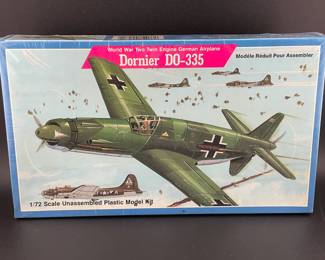 World War Two Twin Engine German Airplane
Dornier DO-335
Modèle Réduit Pour Assembler
1/72 Scale Unassembled Plastic Model Kit